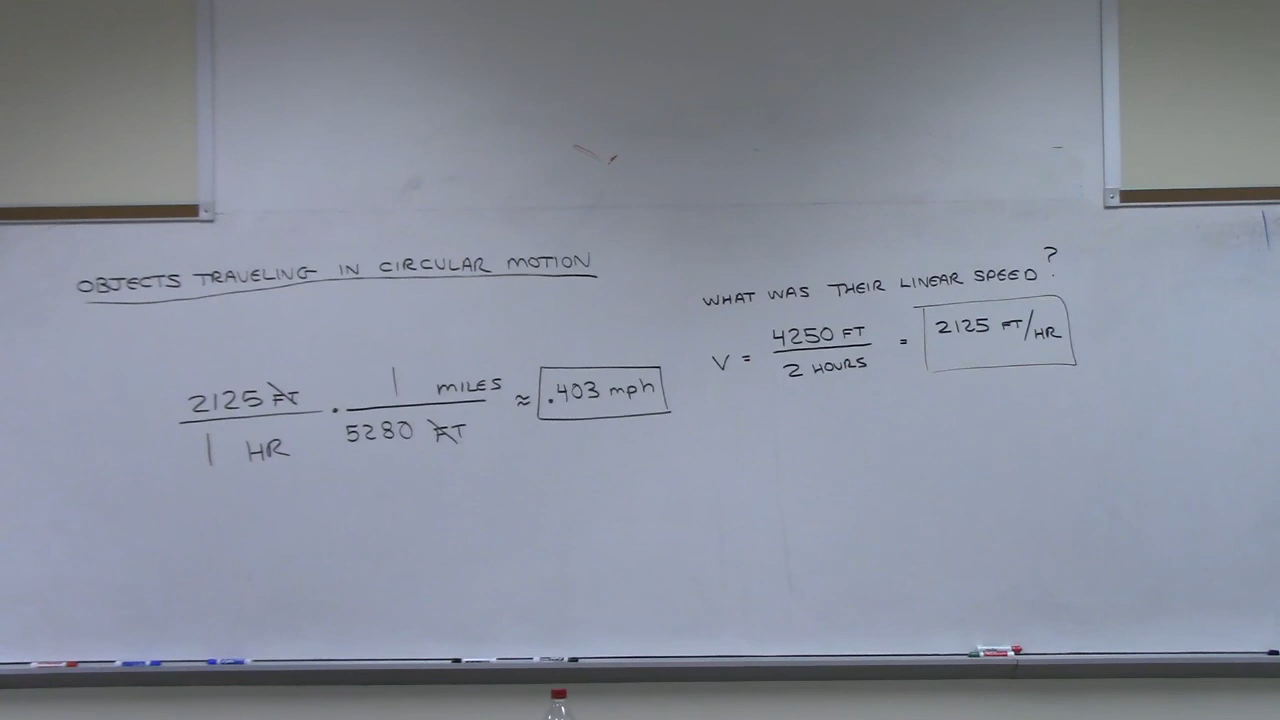 OBJECTS TRAVELING IN CIRCULAR MOTION
2125 FT / 1 HR · 1 MILES / 5280 FT ≈ .403 mph
WHAT WAS THEIR LINEAR SPEED?
V = 4250 FT / 2 HOURS = 2125 FT/HR